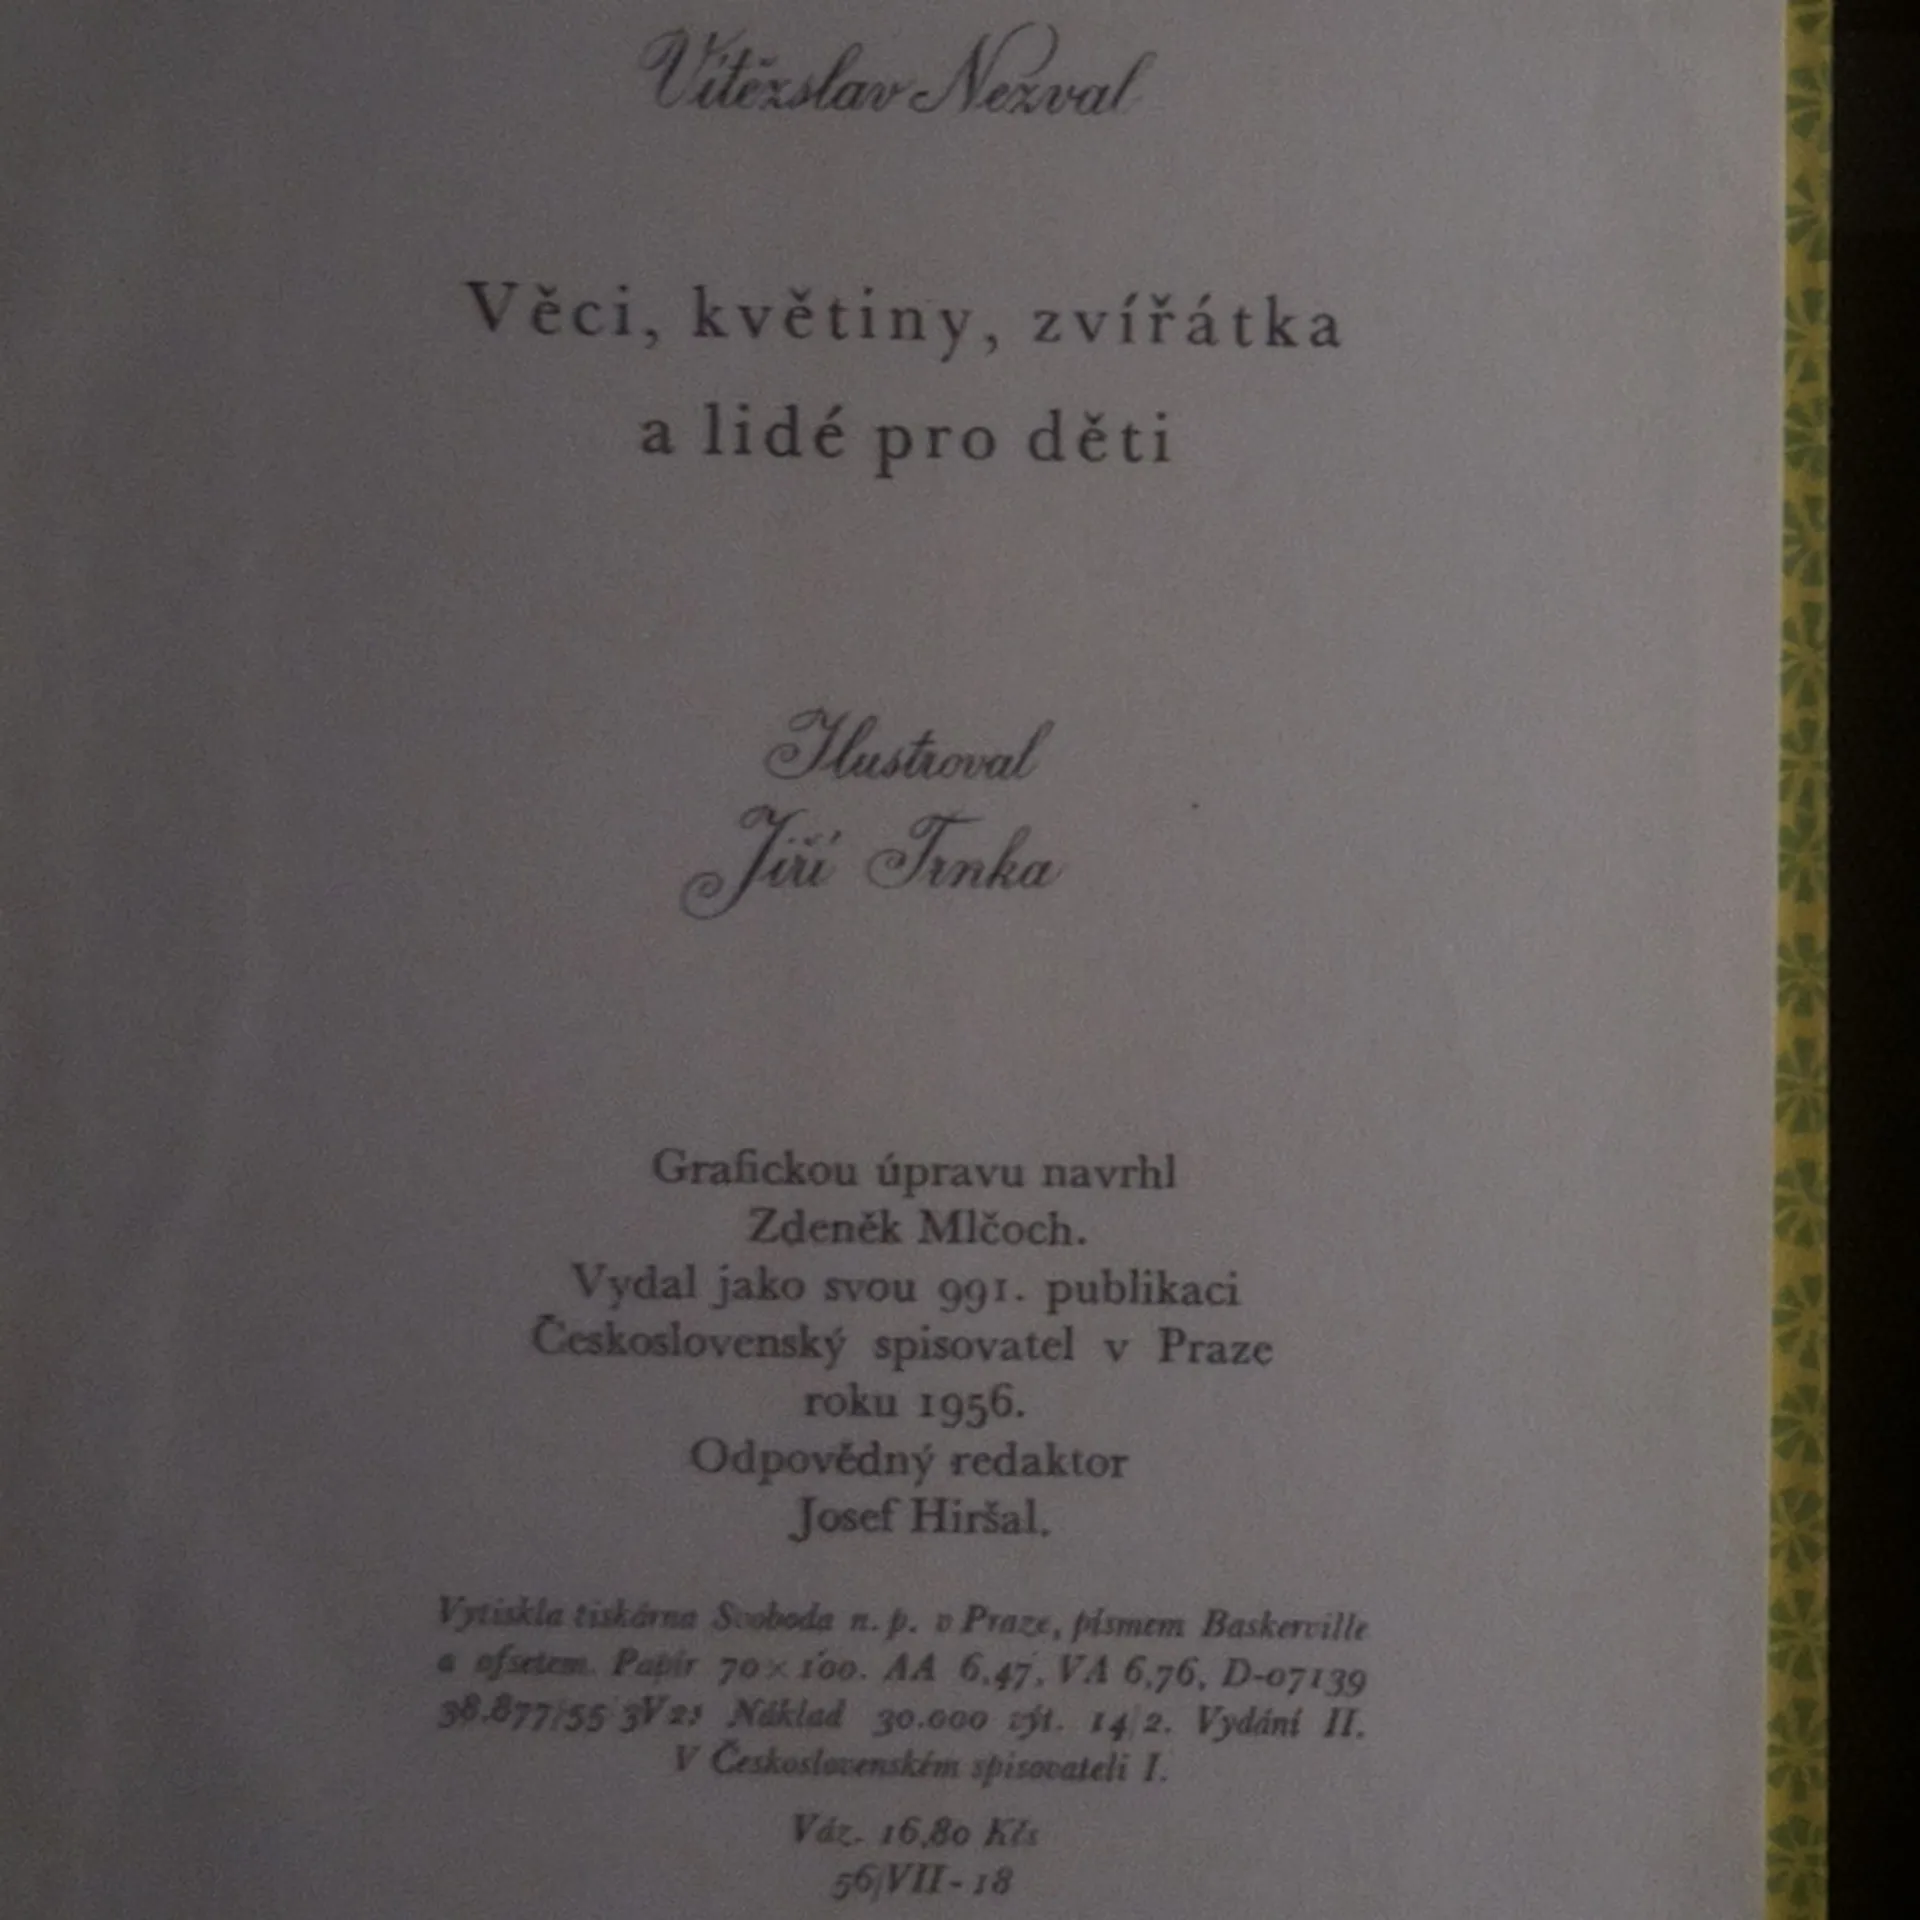 Vítězslav Nezval
Věci, květiny, zvířátka
a lidé pro děti
Ilustroval
Jiří Trnka
Grafickou úpravu navrhl
Zdeněk Mlčoch.
Vydal jako svou 991. publikaci
Československý spisovatel v Praze
roku 1956.
Odpovědný redaktor
Josef Hiršal.
Vytiskla tiskárna Svoboda n. p. v Praze, písmem Baskerville
a ofsetem. Papír 70 × 100. AA 6,47, VA 6,76, D-07139
38.877/55 Náklad 30.000 výt. 14/2. Vydání II.
V Československém spisovateli I.
Váz. 16,80 Kčs
56/VII-18